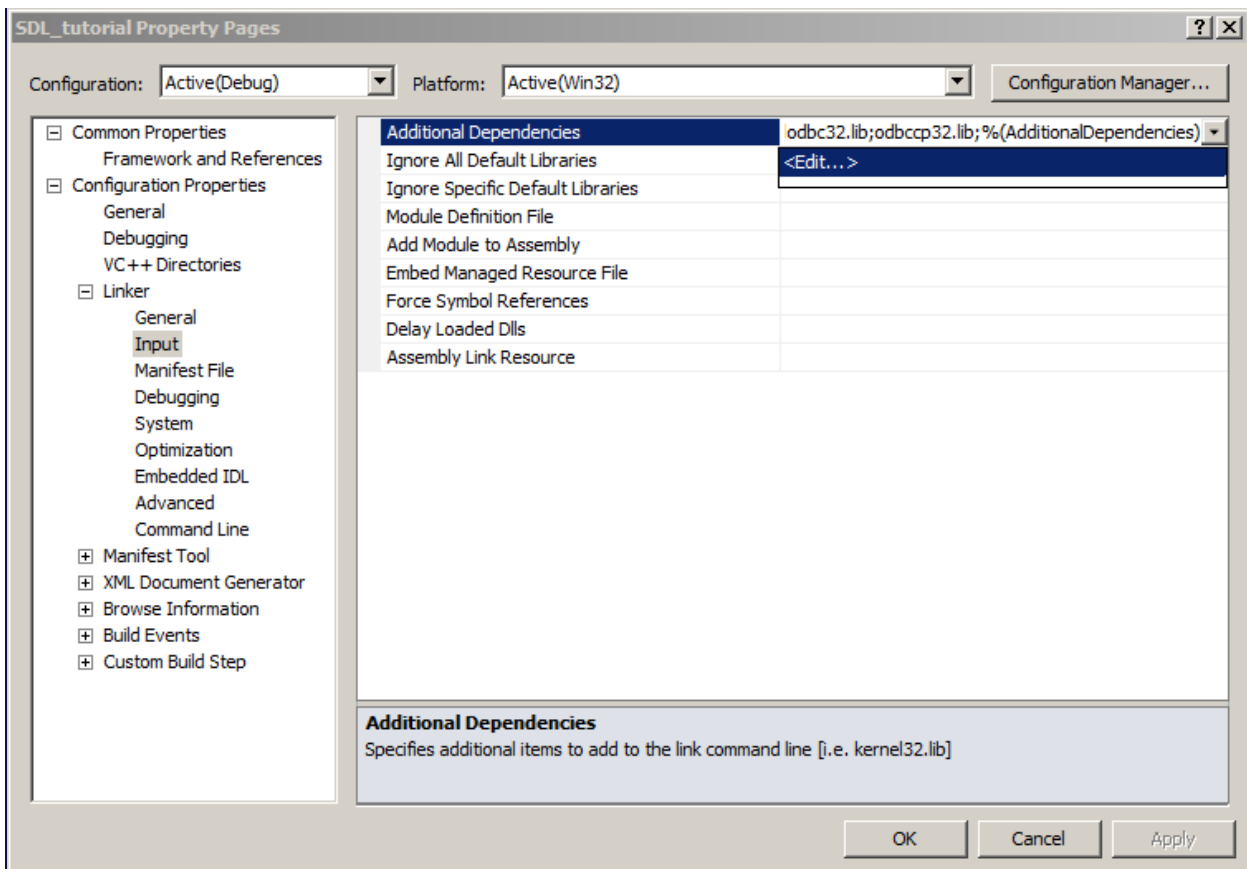 SDL_tutorial Property Pages
Configuration: Active(Debug) Platform: Active(Win32) Configuration Manager...
Common Properties
Framework and References
Configuration Properties
General
Debugging
VC++ Directories
Linker
General
Input
Manifest File
Debugging
System
Optimization
Embedded IDL
Advanced
Command Line
Manifest Tool
XML Document Generator
Browse Information
Build Events
Custom Build Step
Additional Dependencies odbc32.lib;odbccp32.lib;%(AdditionalDependencies)
Ignore All Default Libraries <Edit...>
Ignore Specific Default Libraries
Module Definition File
Add Module to Assembly
Embed Managed Resource File
Force Symbol References
Delay Loaded Dlls
Assembly Link Resource
Additional Dependencies
Specifies additional items to add to the link command line [i.e. kernel32.lib]
OK Cancel Apply